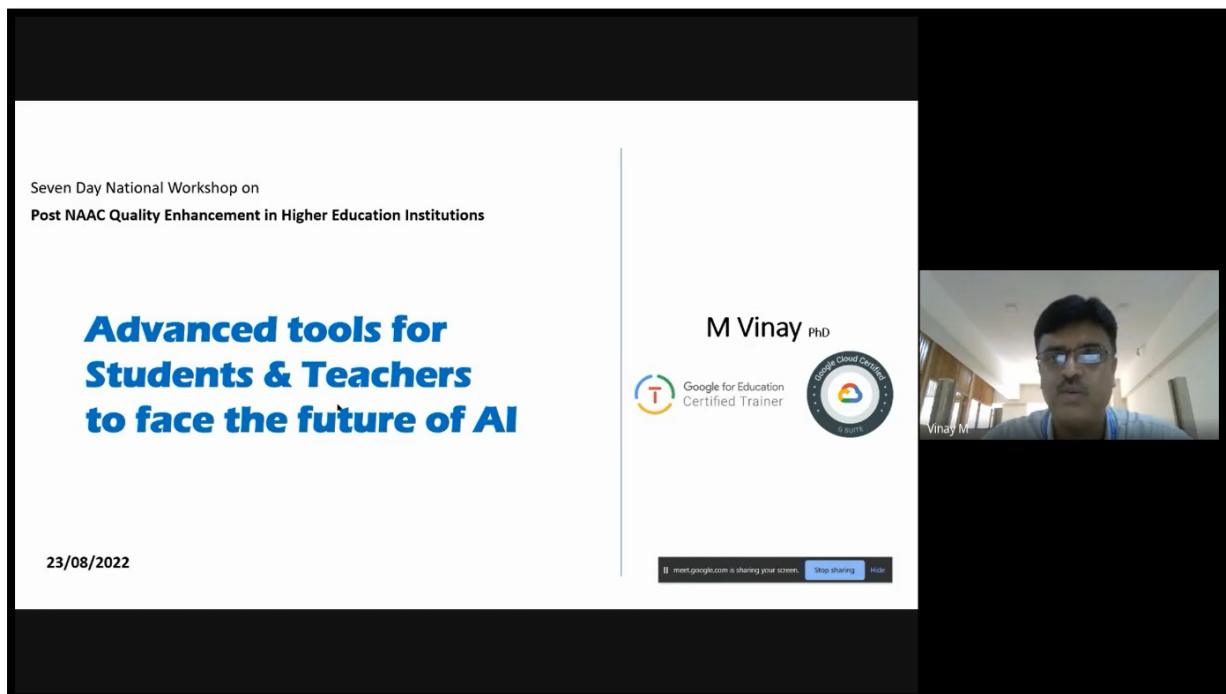 Seven Day National Workshop on
Post NAAC Quality Enhancement in Higher Education Institutions
Advanced tools for
Students & Teachers
to face the future of AI
23/08/2022
M Vinay PhD
T
Google for Education
Certified Trainer
Google Cloud Certified
G SUITE
meet.google.com is sharing your screen.
Stop sharing
Hide
Vinay M